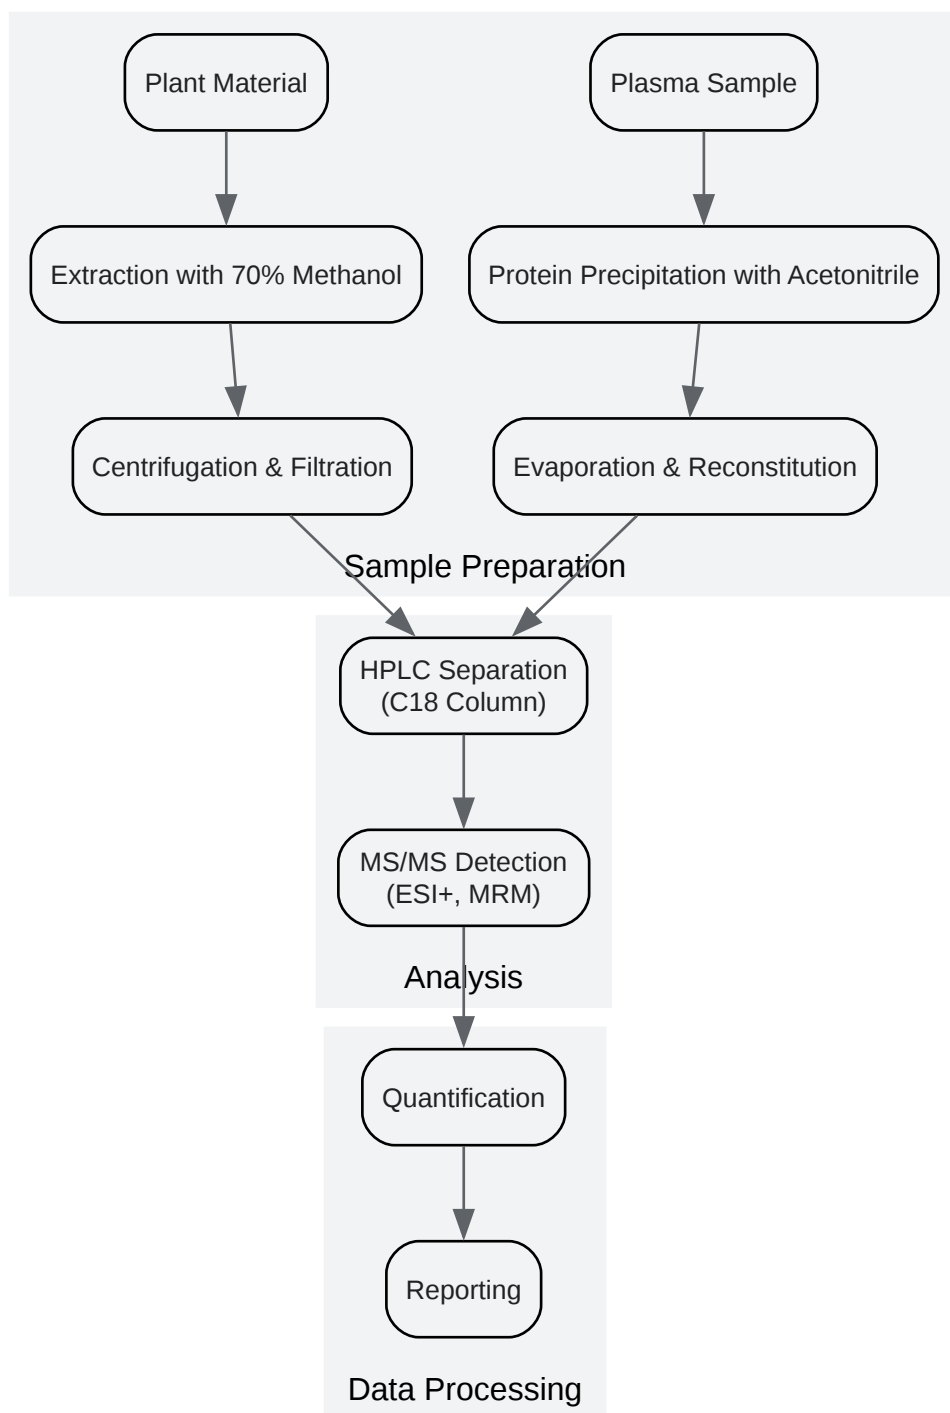 Plant Material
Plasma Sample
Extraction with 70% Methanol
Protein Precipitation with Acetonitrile
Centrifugation & Filtration
Evaporation & Reconstitution
Sample Preparation
HPLC Separation
(C18 Column)
MS/MS Detection
(ESI+, MRM)
Analysis
Quantification
Reporting
Data Processing